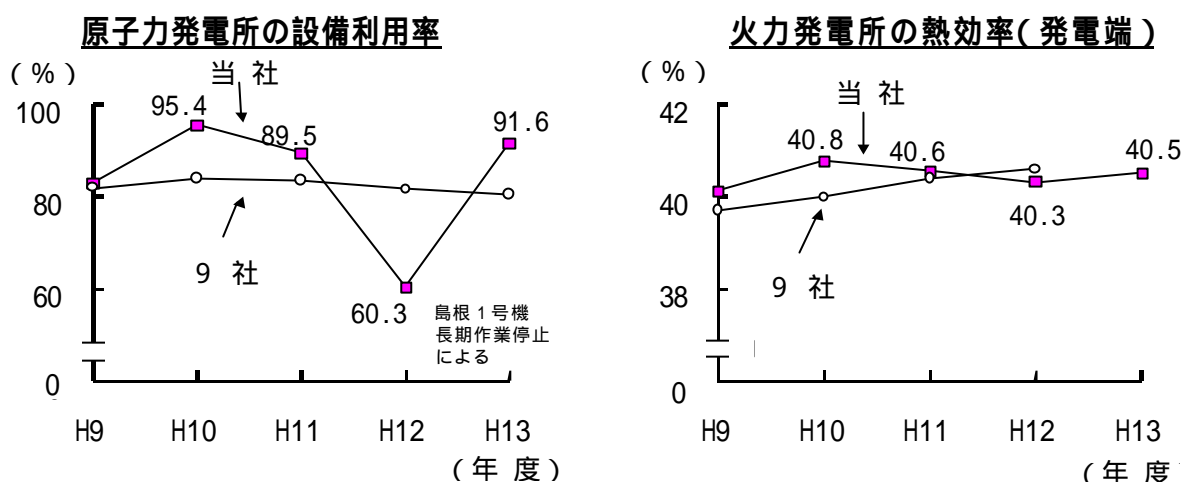 原子力発電所の設備利用率
(%)
当 社
100
95.4
89.5
91.6
80
9 社
60
60.3
島根1号機
長期作業停止
による
0
H9 H10 H11 H12 H13
(年 度)
火力発電所の熱効率(発電端)
(%)
当 社
42
40.8
40.6
40.5
40
40.3
9 社
38
0
H9 H10 H11 H12 H13
(年 度)